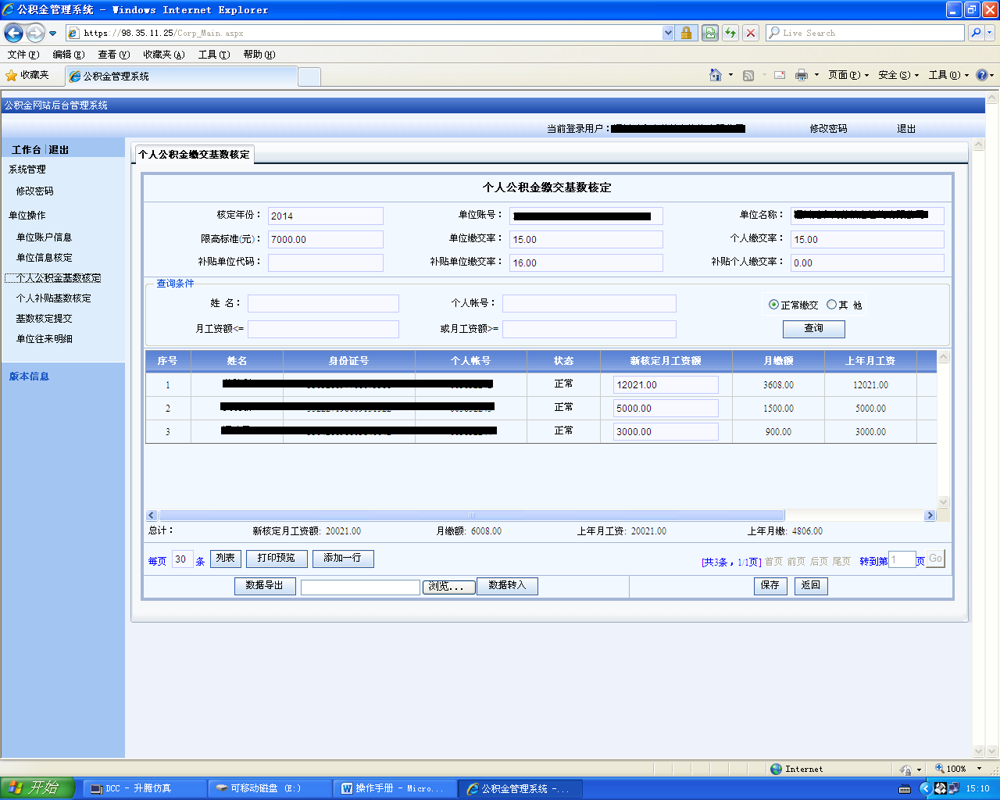 公积金管理系统 - Windows Internet Explorer
https://98.35.11.25/Corp_Main.aspx
Live Search
文件(F) 编辑(E) 查看(V) 收藏夹(A) 工具(T) 帮助(H)
收藏夹 公积金管理系统 页面(P) 安全(S) 工具(O)
公积金网站后台管理系统
当前登录用户: 修改密码 退出
工作台 退出
系统管理
修改密码
单位操作
单位账户信息
单位信息核定
个人公积金基数核定
个人补贴基数核定
基数核定提交
单位往来明细
版本信息
个人公积金缴交基数核定
个人公积金缴交基数核定
核定年份: 2014 单位账号: 单位名称:
限高标准(元): 7000.00 单位缴交率: 15.00 个人缴交率: 15.00
补贴单位代码: 补贴单位缴交率: 16.00 补贴个人缴交率: 0.00
查询条件
姓 名: 个人帐号: 正常缴交 其 他
月工资额<= 或月工资额>= 查询
序号 姓名 身份证号 个人帐号 状态 新核定月工资额 月缴额 上年月工资
1 正常 12021.00 3608.00 12021.00
2 正常 5000.00 1500.00 5000.00
3 正常 3000.00 900.00 3000.00
总计: 新核定月工资额: 20021.00 月缴额: 6008.00 上年月工资: 20021.00 上年月缴: 4806.00
每页 30 条 列表 打印预览 添加一行 [共3条，1/1页] 首页 前页 后页 尾页 转到第 1 页 Go
数据导出 浏览... 数据转入 保存 返回
Internet 100%
开始 DCC - 升腾仿真 可移动磁盘 (E:) 操作手册 - Micro... 公积金管理系统 -... 15:10